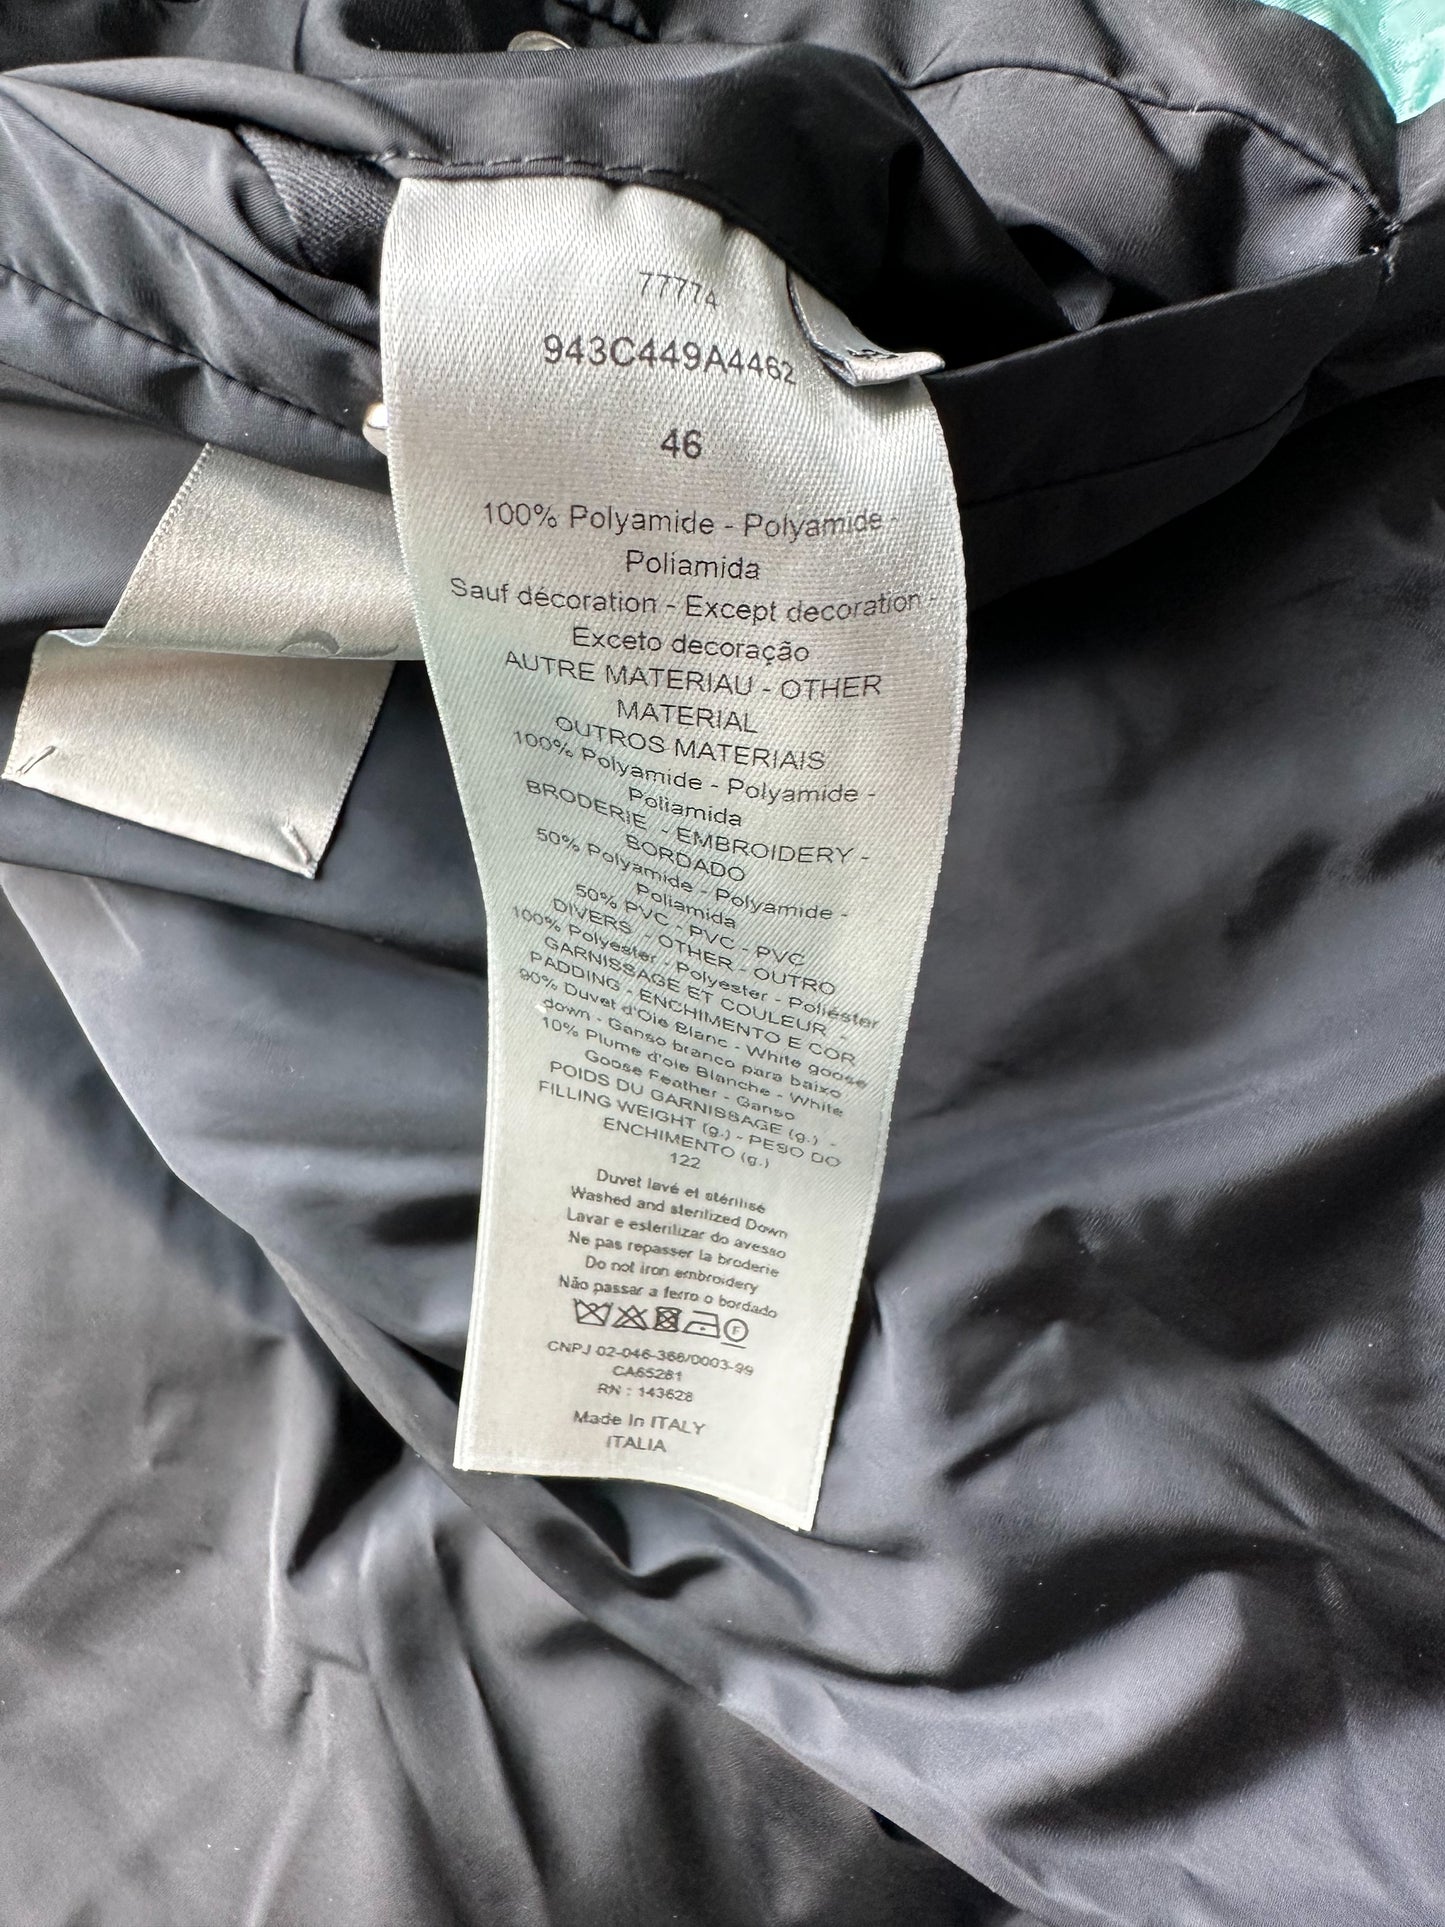 77774
943C449A4462
46
100% Polyamide - Polyamide -
Poliamida
Sauf décoration - Except decoration -
Exceto decoração
AUTRE MATERIAU - OTHER
MATERIAL
OUTROS MATERIAIS
100% Polyamide - Polyamide -
Poliamida
BRODERIE - EMBROIDERY -
BORDADO
50% Polyamide - Polyamide -
Poliamida
50% PVC - PVC - PVC
DIVERS - OTHER - OUTRO
100% Polyester - Polyester - Poliéster
GARNISSAGE ET COULEUR -
PADDING - ENCHIMENTO E COR
90% Duvet d'Oie Blanc - White goose
down - Ganso branco para baixo
10% Plume d'oie Blanche - White
Goose Feather - Ganso
POIDS DU GARNISSAGE (g.) -
FILLING WEIGHT (g.) - PESO DO
ENCHIMENTO (g.)
122
Duvet lavé et stérilisé
Washed and sterilized Down
Lavar e esterilizar do avesso
Ne pas repasser la broderie
Do not iron embroidery
Não passar a ferro o bordado
F
CNPJ 02-046-366/0003-99
CA65281
RN : 143628
Made In ITALY
ITALIA